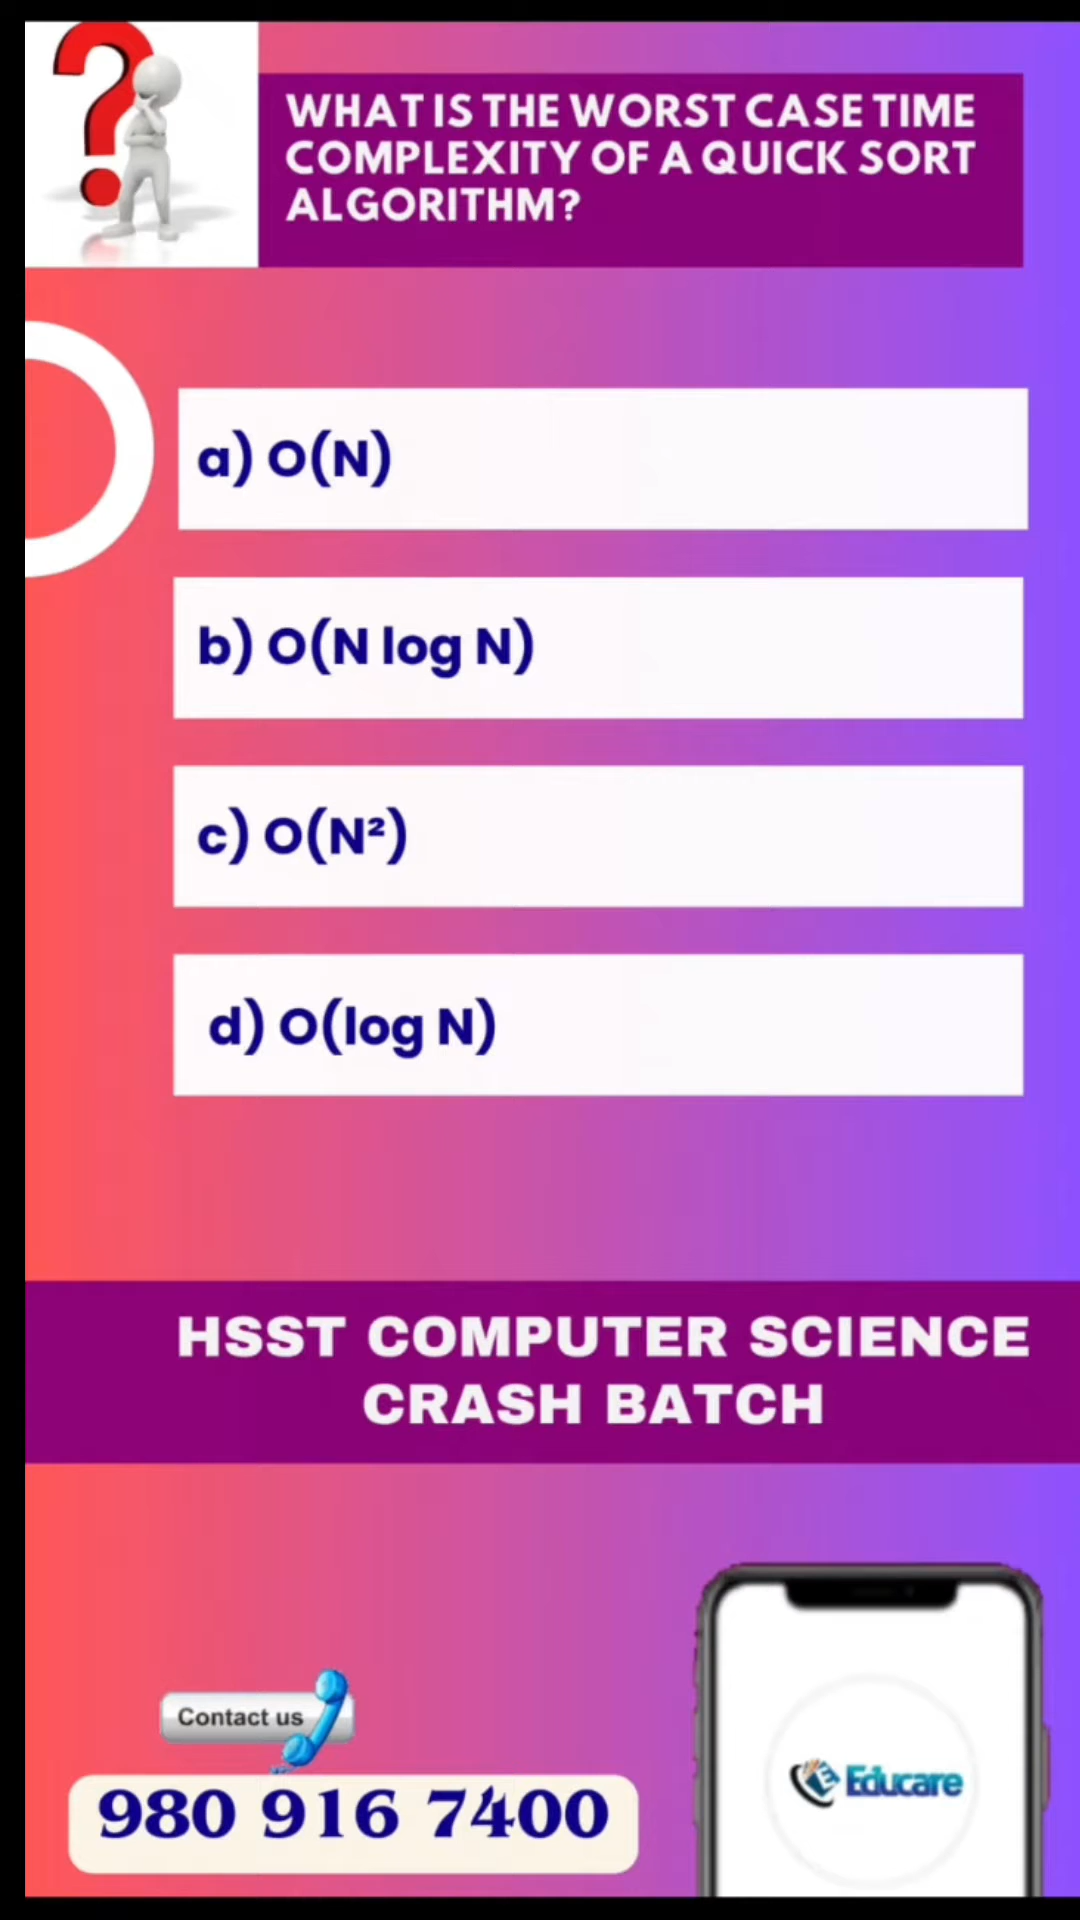 WHAT IS THE WORST CASE TIME
COMPLEXITY OF A QUICK SORT
ALGORITHM?
a) O(N)
b) O(N log N)
c) O(N²)
d) O(log N)
HSST COMPUTER SCIENCE
CRASH BATCH
Contact us
980 916 7400
Educare